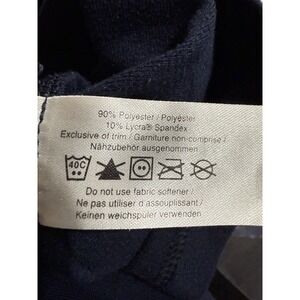 90% Polyester / Polyester
10% Lycra® Spandex
Exclusive of trim / Garniture non-comprise /
Nähzubehör ausgenommen
40C
Do not use fabric softener /
Ne pas utiliser d'assouplissant /
Keinen weichspuler verwenden